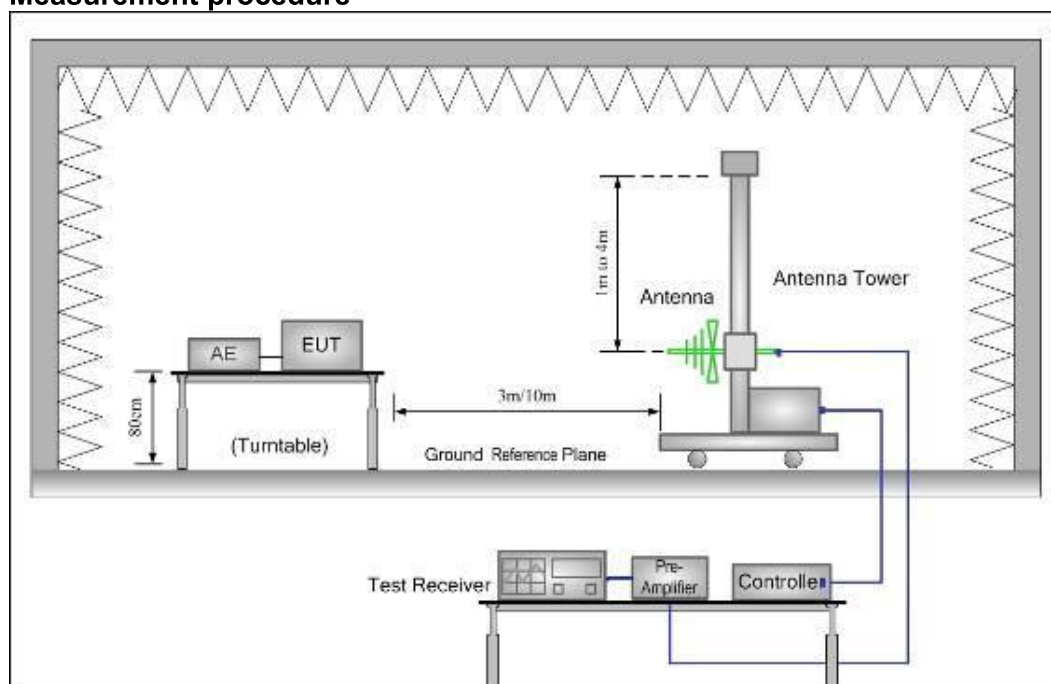 Measurement procedure
1m to 4m
Antenna
Antenna Tower
AE
EUT
80cm
3m/10m
(Turntable)
Ground Reference Plane
Test Receiver
Pre-
Amplifier
Controlle